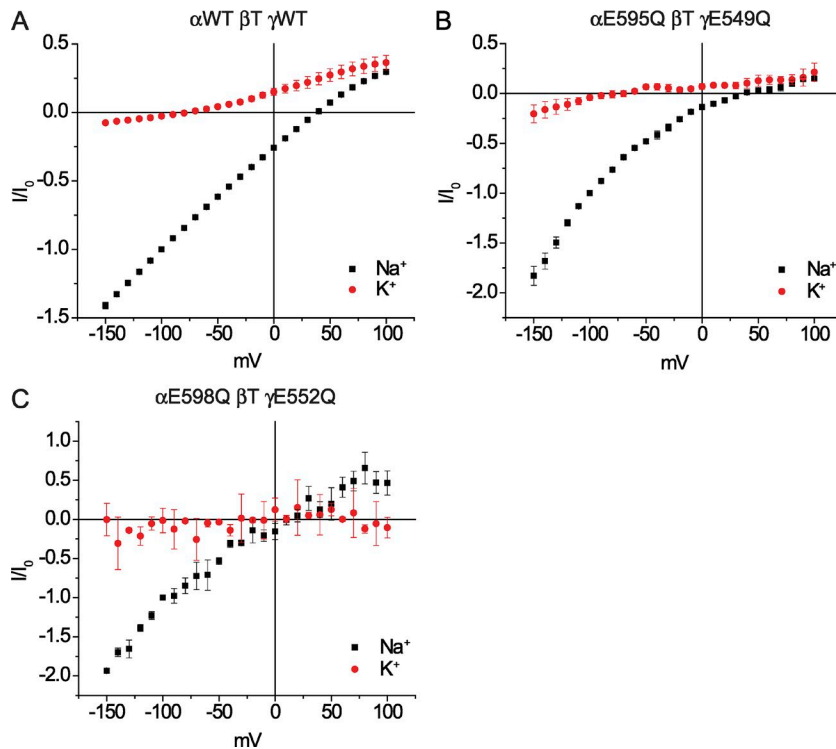 A
αWT βT γWT
0.5
0.0
-0.5
-1.0
-1.5
I/I₀
-150 -100 -50 0 50 100
mV
Na⁺
K⁺
B
αE595Q βT γE549Q
0.5
0.0
-0.5
-1.0
-1.5
-2.0
I/I₀
-150 -100 -50 0 50 100
mV
Na⁺
K⁺
C
αE598Q βT γE552Q
1.0
0.5
0.0
-0.5
-1.0
-1.5
-2.0
I/I₀
-150 -100 -50 0 50 100
mV
Na⁺
K⁺